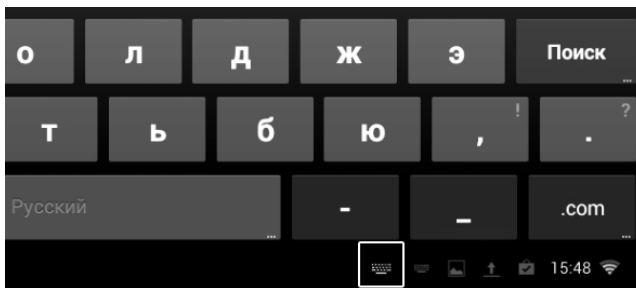 о л д ж э Поиск ...
т ь б ю , ! . ?
Русский ... - _ .com ...
15:48